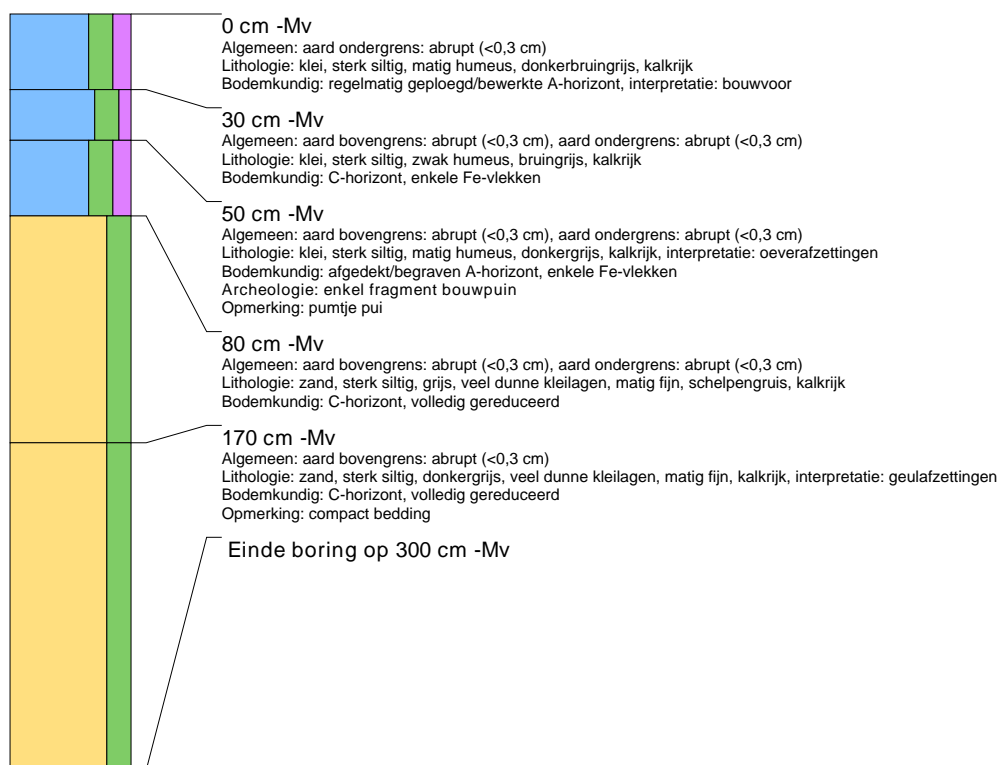 0 cm -Mv
Algemeen: aard ondergrens: abrupt (<0,3 cm)
Lithologie: klei, sterk siltig, matig humeus, donkerbruingrijs, kalkrijk
Bodemkundig: regelmatig geploegd/bewerkte A-horizont, interpretatie: bouwvoor
30 cm -Mv
Algemeen: aard bovengrens: abrupt (<0,3 cm), aard ondergrens: abrupt (<0,3 cm)
Lithologie: klei, sterk siltig, zwak humeus, bruingrijs, kalkrijk
Bodemkundig: C-horizont, enkele Fe-vlekken
50 cm -Mv
Algemeen: aard bovengrens: abrupt (<0,3 cm), aard ondergrens: abrupt (<0,3 cm)
Lithologie: klei, sterk siltig, matig humeus, donkergrijs, kalkrijk, interpretatie: oeverafzettingen
Bodemkundig: afgedekt/begraven A-horizont, enkele Fe-vlekken
Archeologie: enkel fragment bouwpuin
Opmerking: pumtje pui
80 cm -Mv
Algemeen: aard bovengrens: abrupt (<0,3 cm), aard ondergrens: abrupt (<0,3 cm)
Lithologie: zand, sterk siltig, grijs, veel dunne kleilagen, matig fijn, schelpengruis, kalkrijk
Bodemkundig: C-horizont, volledig gereduceerd
170 cm -Mv
Algemeen: aard bovengrens: abrupt (<0,3 cm)
Lithologie: zand, sterk siltig, donkergrijs, veel dunne kleilagen, matig fijn, kalkrijk, interpretatie: geulafzettingen
Bodemkundig: C-horizont, volledig gereduceerd
Opmerking: compact bedding
Einde boring op 300 cm -Mv